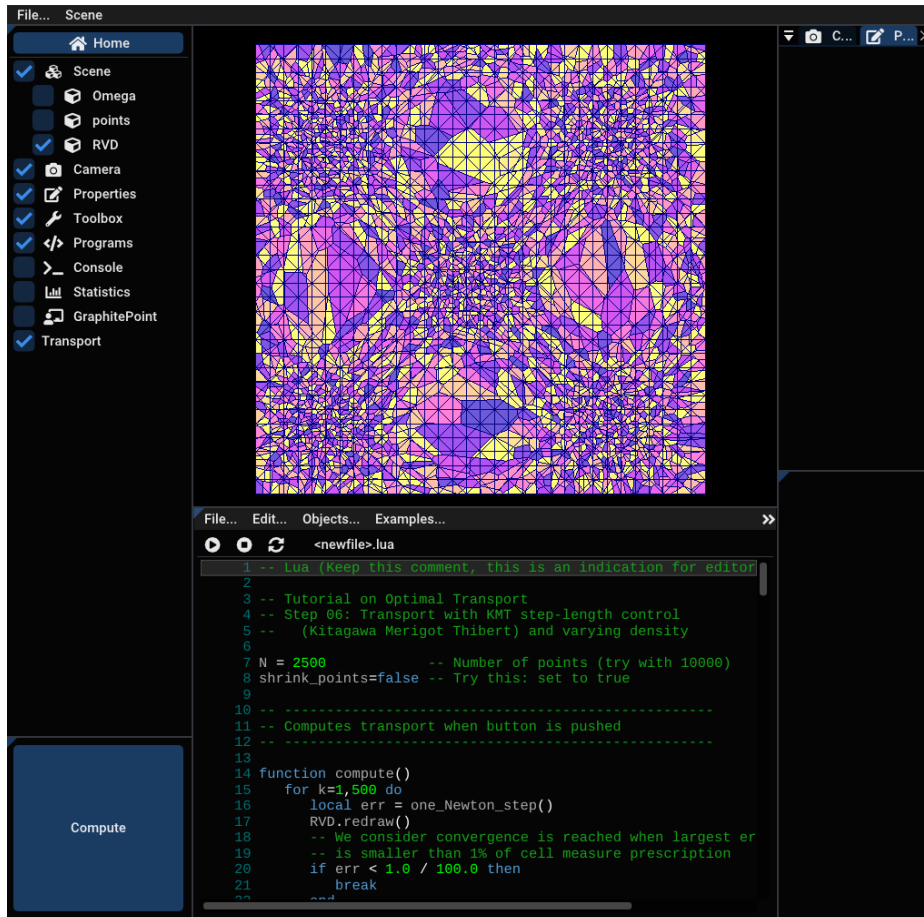 File... Scene
Home
Scene
Omega
points
RVD
Camera
Properties
Toolbox
Programs
Console
Statistics
GraphitePoint
Transport
Compute
C... P...
File... Edit... Objects... Examples...
<newfile>.lua
1 -- Lua (Keep this comment, this is an indication for editor
2
3 -- Tutorial on Optimal Transport
4 -- Step 06: Transport with KMT step-length control
5 --   (Kitagawa Merigot Thibert) and varying density
6
7 N = 2500            -- Number of points (try with 10000)
8 shrink_points=false -- Try this: set to true
9
10 -- --------------------------------------------------
11 -- Computes transport when button is pushed
12 -- --------------------------------------------------
13
14 function compute()
15    for k=1,500 do
16       local err = one_Newton_step()
17       RVD.redraw()
18       -- We consider convergence is reached when largest er
19       -- is smaller than 1% of cell measure prescription
20       if err < 1.0 / 100.0 then
21          break